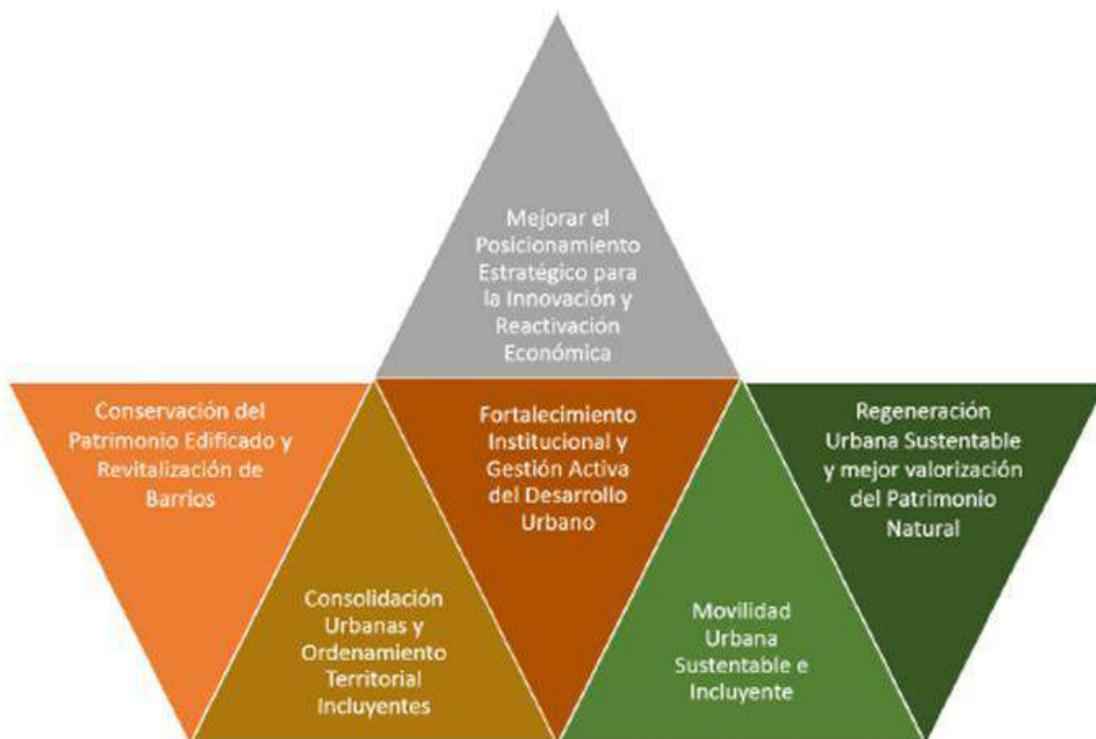 Mejorar el
Posicionamiento
Estratégico para
la Innovación y
Reactivación
Económica
Conservación del
Patrimonio Edificado y
Revitalización de
Barrios
Fortalecimiento
Institucional y
Gestión Activa
del Desarrollo
Urbano
Regeneración
Urbana Sustentable
y mejor valorización
del Patrimonio
Natural
Consolidación
Urbanas y
Ordenamiento
Territorial
Incluyentes
Movilidad
Urbana
Sustentable e
Incluyente